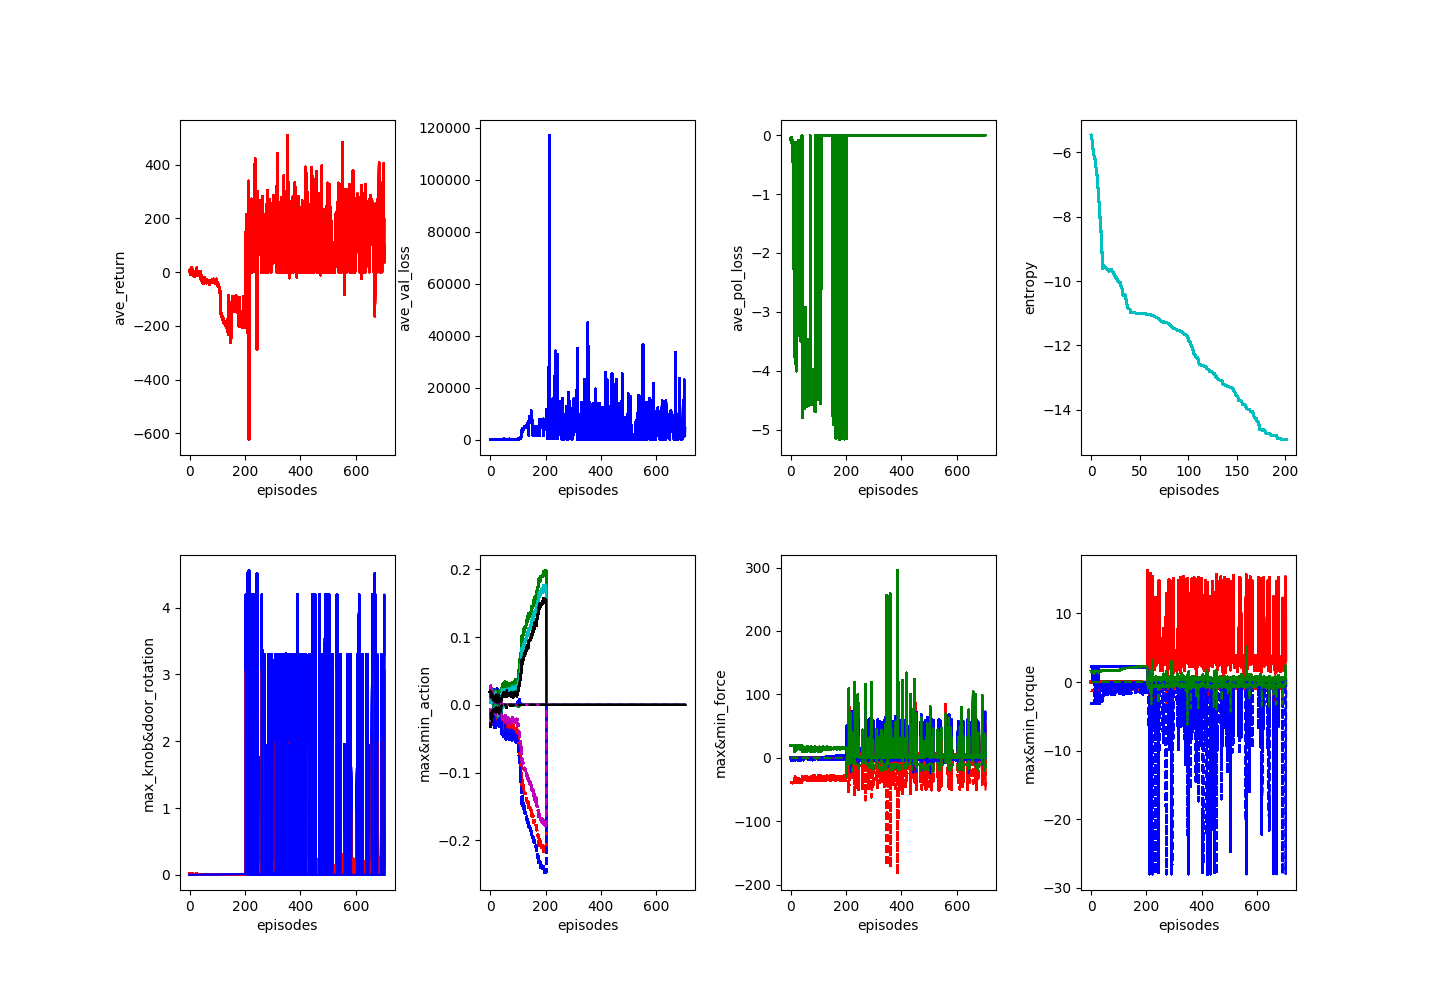 ave_return
400
200
0
−200
−400
−600
0 200 400 600
episodes
ave_val_loss
120000
100000
80000
60000
40000
20000
0
0 200 400 600
episodes
ave_pol_loss
0
−1
−2
−3
−4
−5
0 200 400 600
episodes
entropy
−6
−8
−10
−12
−14
0 50 100 150 200
episodes
max_knob&door_rotation
4
3
2
1
0
0 200 400 600
episodes
max&min_action
0.2
0.1
0.0
−0.1
−0.2
0 200 400 600
episodes
max&min_force
300
200
100
0
−100
−200
0 200 400 600
episodes
max&min_torque
10
0
−10
−20
−30
0 200 400 600
episodes